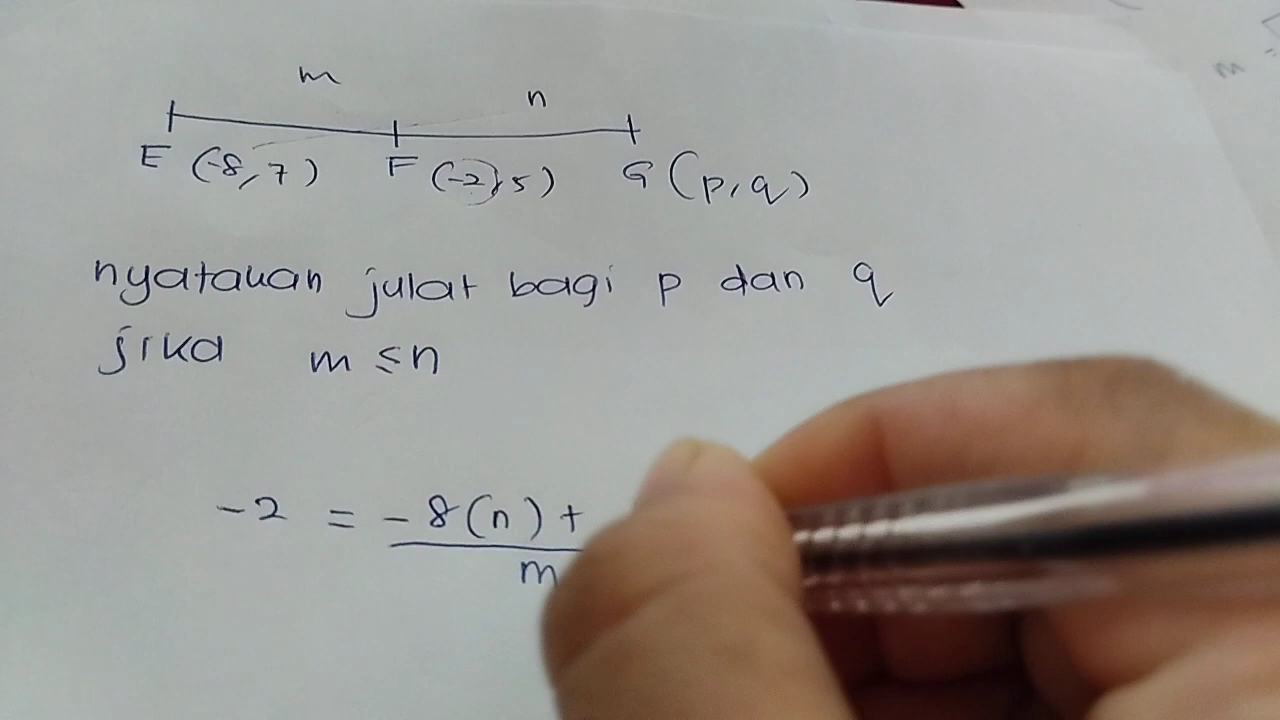 m n
E (-8, 7) F (-2, 5) G (p, q)
nyatakan julat bagi p dan q
jika m ≤ n
-2 = -8(n) +
m